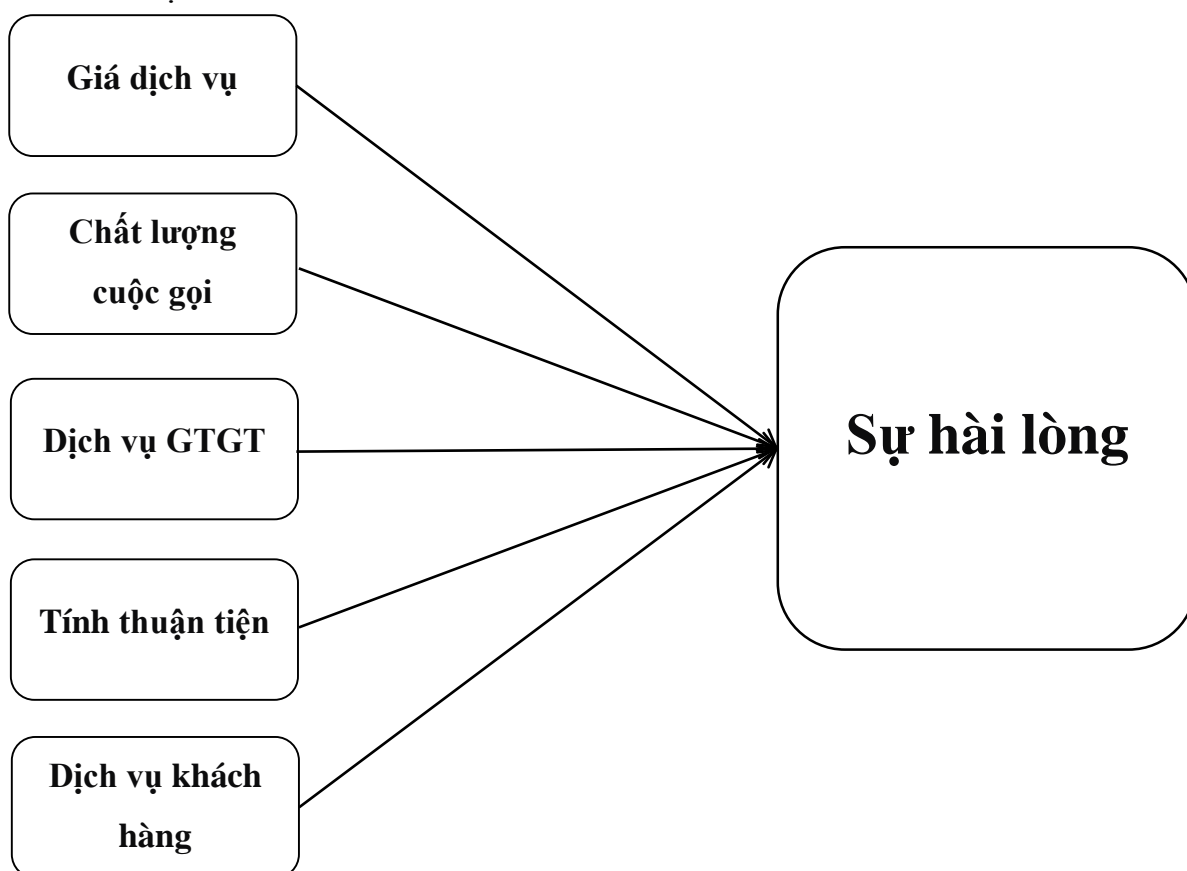 Giá dịch vụ
Chất lượng
cuộc gọi
Dịch vụ GTGT
Sự hài lòng
Tính thuận tiện
Dịch vụ khách
hàng